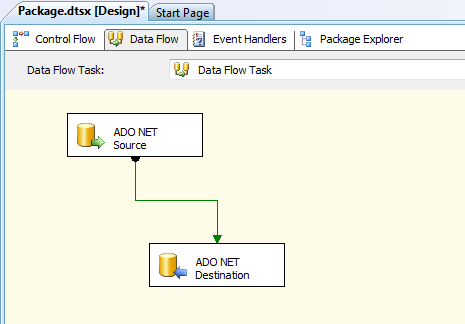 Package.dtsx [Design]* Start Page
Control Flow Data Flow Event Handlers Package Explorer
Data Flow Task: Data Flow Task
ADO NET
Source
ADO NET
Destination